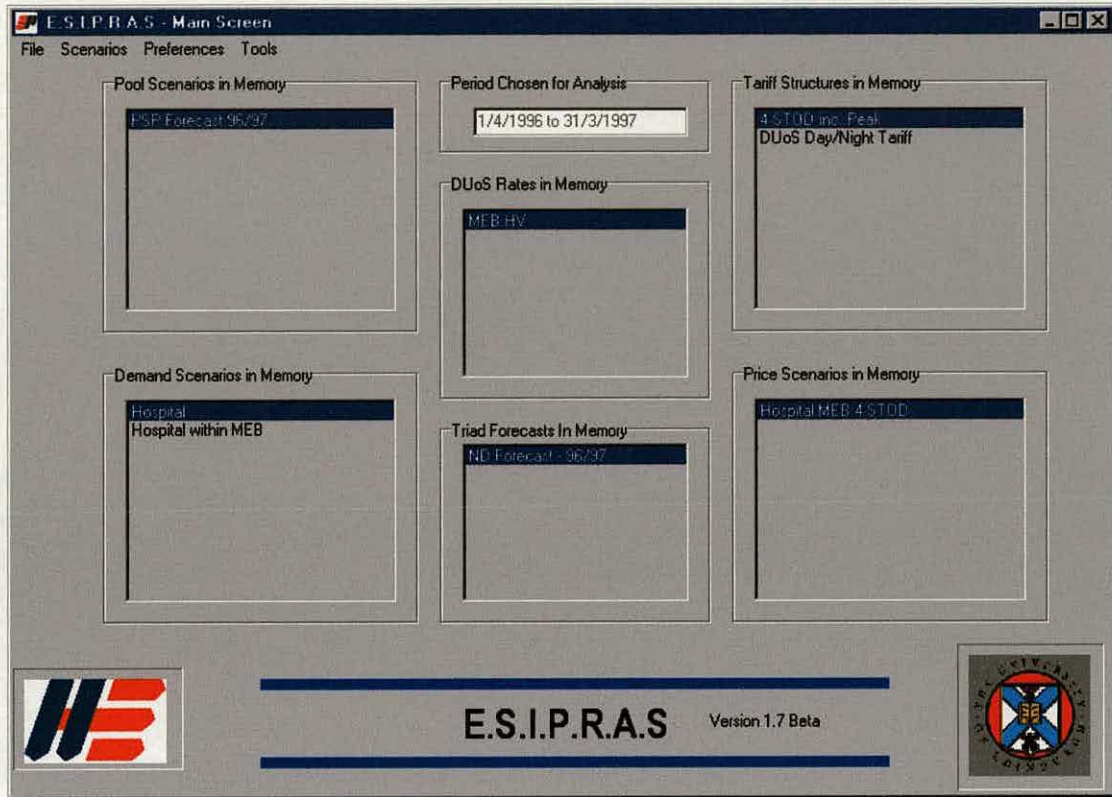 E.S.I.P.R.A.S - Main Screen
File Scenarios Preferences Tools
Pool Scenarios in Memory
PSP Forecast 96/97
Period Chosen for Analysis
1/4/1996 to 31/3/1997
Tariff Structures in Memory
4 STOD inc. Peak
DUoS Day/Night Tariff
DUoS Rates in Memory
MEB HV
Demand Scenarios in Memory
Hospital
Hospital within MEB
Triad Forecasts In Memory
ND Forecast - 96/97
Price Scenarios in Memory
Hospital MEB 4 STOD
E.S.I.P.R.A.S
Version 1.7 Beta
THE UNIVERSITY